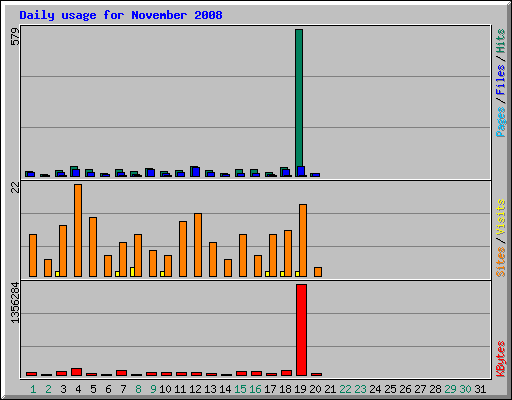 Daily usage for November 2008
579
Pages / Files / Hits
22
Sites / Visits
1356284
KBytes
1 2 3 4 5 6 7 8 9 10 11 12 13 14 15 16 17 18 19 20 21 22 23 24 25 26 27 28 29 30 31